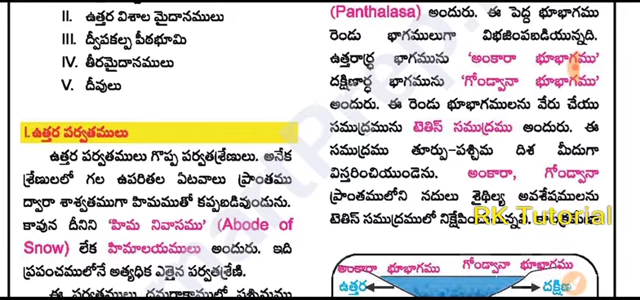 II. ఉత్తర విశాల మైదానములు
III. ద్వీపకల్ప పీఠభూమి
IV. తీరమైదానములు
V. దీవులు
I. ఉత్తర పర్వతములు
ఉత్తర పర్వతములు గొప్ప పర్వతశ్రేణులు. అనేక
శ్రేణులలో గల ఉపరితల ఏటవాలు ప్రాంతము
ద్వారా శాశ్వతముగా హిమముతో కప్పబడివుండును.
కావున దీనిని 'హిమ నివాసము' (Abode of
Snow) లేక హిమాలయములు అందురు. ఇది
ప్రపంచములోనే అత్యధిక ఎత్తైన పర్వతశ్రేణి.
ఈ పర్వతములు
(Panthalasa) అందురు. ఈ పెద్ద భూభాగము
రెండు భాగములుగా విభజింపబడియున్నది.
ఉత్తరార్ధ భాగమును 'అంకారా భూభాగము'
దక్షిణార్ధ భాగమును 'గోండ్వానా భూభాగము'
అందురు. ఈ రెండు భూభాగములను వేరు చేయు
సముద్రమును టెతిస్ సముద్రము అందురు. ఈ
సముద్రము తూర్పు-పశ్చిమ దిశ మీదుగా
విస్తరించియుండెను. అంకారా, గోండ్వానా
ప్రాంతములోని నదులు శైథిల్య అవశేషములను
టెతిస్ సముద్రములో
RK Tutorial
అంకారా భూభాగము గోండ్వానా భూభాగము
ఉత్తర దక్షిణ